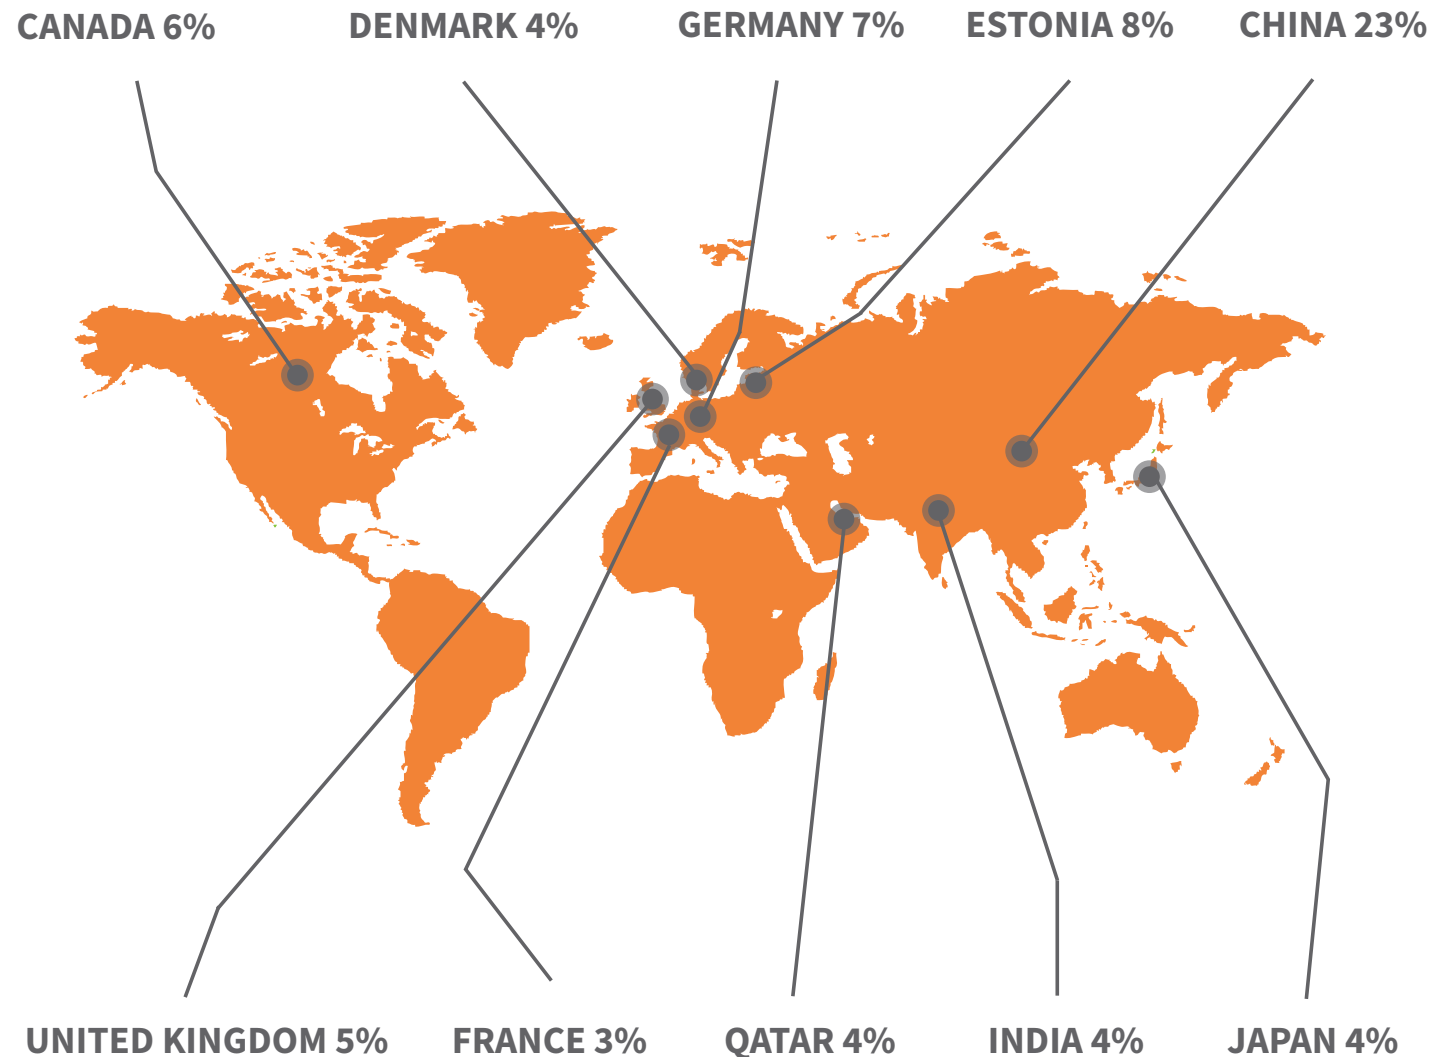 CANADA 6%
DENMARK 4%
GERMANY 7%
ESTONIA 8%
CHINA 23%
UNITED KINGDOM 5%
FRANCE 3%
QATAR 4%
INDIA 4%
JAPAN 4%